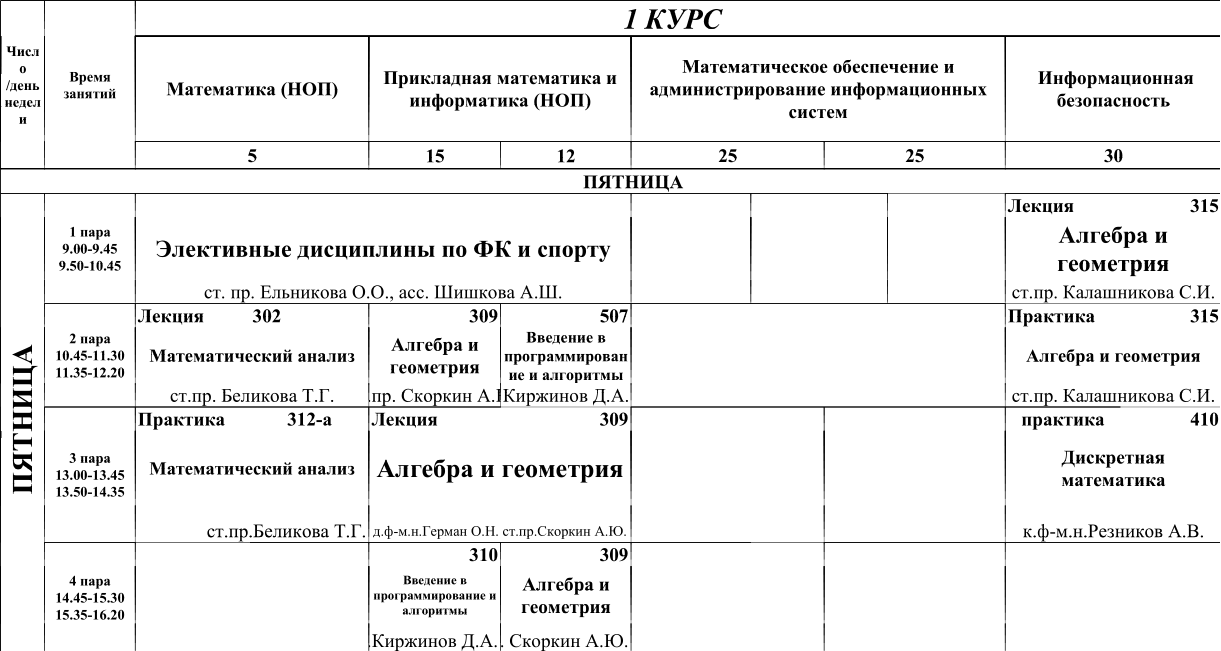 1 КУРС
Числ
о
/день
недел
и
Время
занятий
Математика (НОП)
Прикладная математика и
информатика (НОП)
Математическое обеспечение и
администрирование информационных
систем
Информационная
безопасность
5 15 12 25 25 30
ПЯТНИЦА
ПЯТНИЦА
1 пара
9.00-9.45
9.50-10.45
Элективные дисциплины по ФК и спорту
ст. пр. Ельникова О.О., асс. Шишкова А.Ш.
Лекция 315
Алгебра и
геометрия
ст.пр. Калашникова С.И.
2 пара
10.45-11.30
11.35-12.20
Лекция 302
Математический анализ
ст.пр. Беликова Т.Г.
309
Алгебра и
геометрия
.пр. Скоркин А.
507
Введение в
программирован
ие и алгоритмы
Киржинов Д.А.
Практика 315
Алгебра и геометрия
ст.пр. Калашникова С.И.
3 пара
13.00-13.45
13.50-14.35
Практика 312-а
Математический анализ
ст.пр.Беликова Т.Г.
Лекция 309
Алгебра и геометрия
д.ф-м.н.Герман О.Н. ст.пр.Скоркин А.Ю.
практика 410
Дискретная
математика
к.ф-м.н.Резников А.В.
4 пара
14.45-15.30
15.35-16.20
310
Введение в
программирование и
алгоритмы
.Киржинов Д.А.
309
Алгебра и
геометрия
. Скоркин А.Ю.